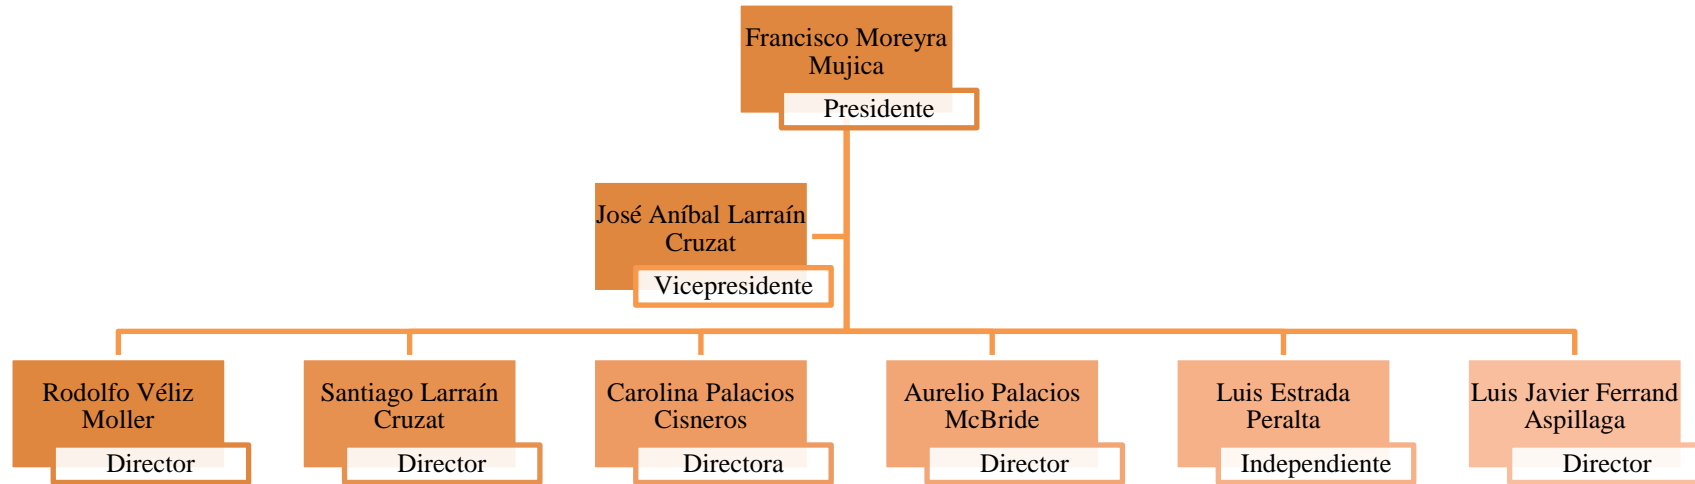 Francisco Moreyra
Mujica
Presidente
José Aníbal Larraín
Cruzat
Vicepresidente
Rodolfo Véliz
Moller
Director
Santiago Larraín
Cruzat
Director
Carolina Palacios
Cisneros
Directora
Aurelio Palacios
McBride
Director
Luis Estrada
Peralta
Independiente
Luis Javier Ferrand
Aspillaga
Director